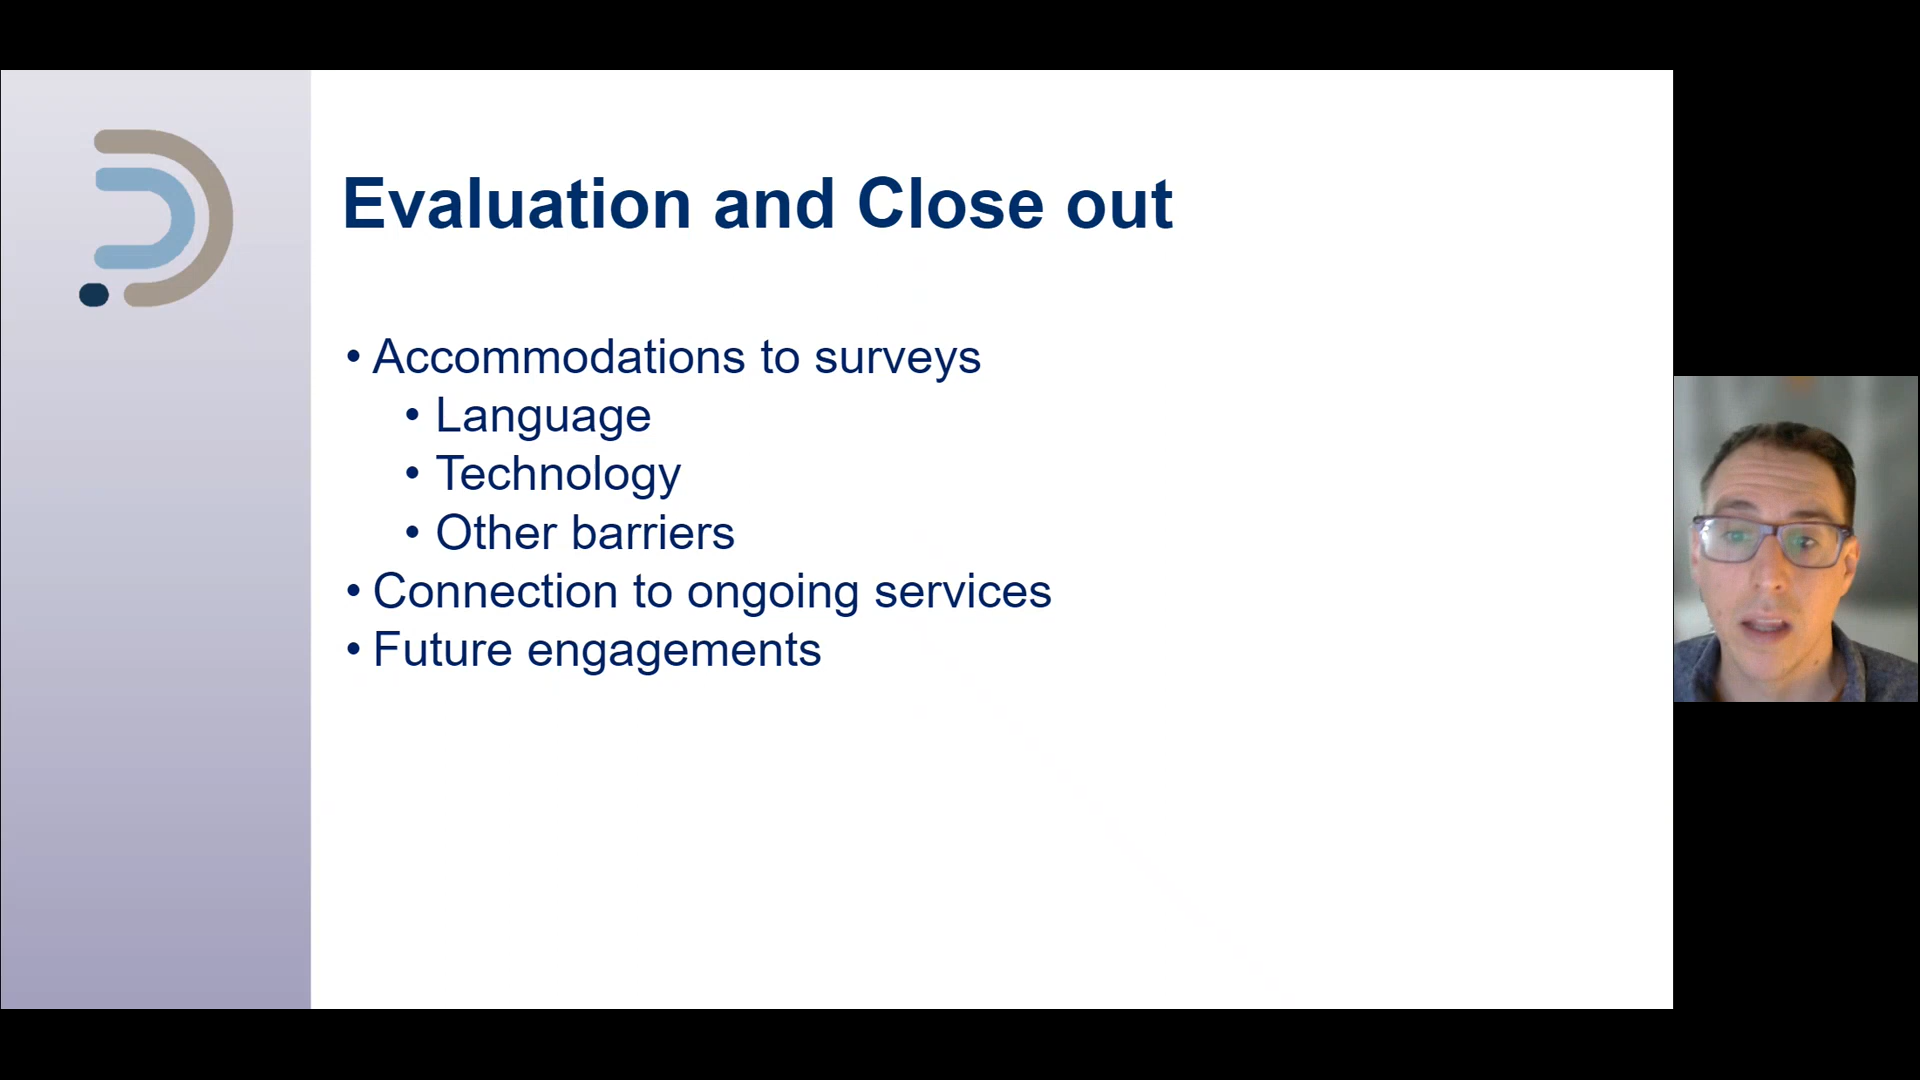 Evaluation and Close out
• Accommodations to surveys
• Language
• Technology
• Other barriers
• Connection to ongoing services
• Future engagements